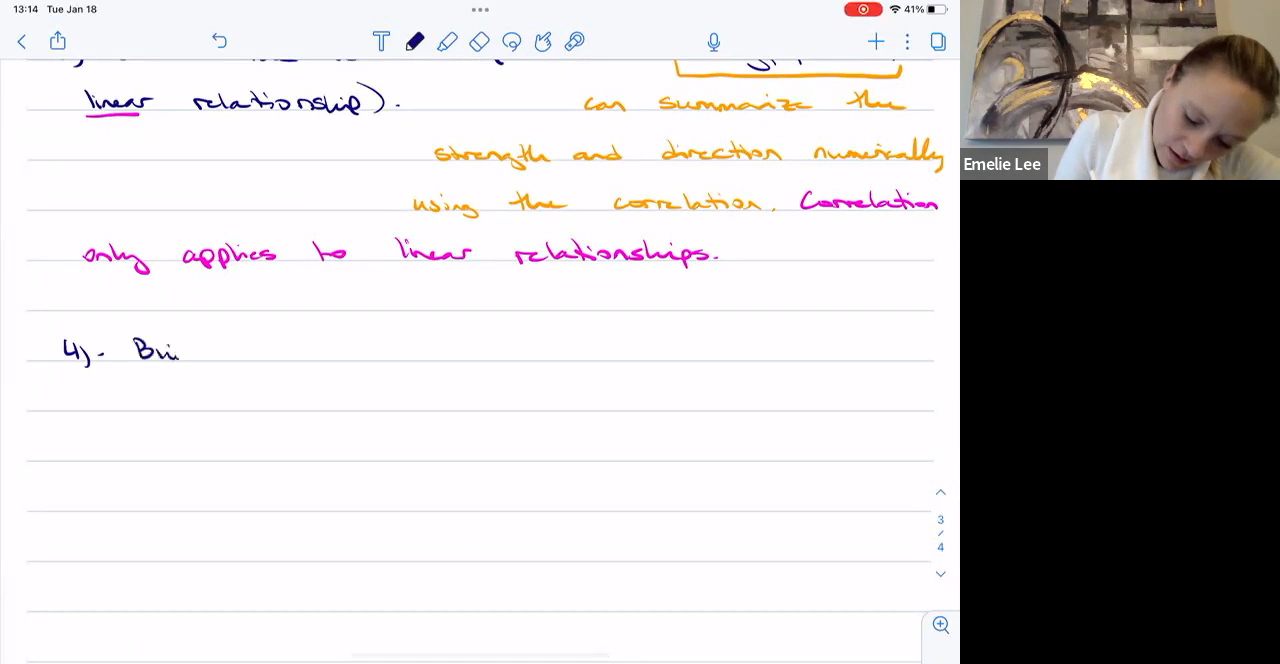 13:14 Tue Jan 18
41%
linear relationship). can summarize the
strength and direction numerically
using the correlation. Correlation
only applies to linear relationships.
4). Bi
3
/
4
Emelie Lee